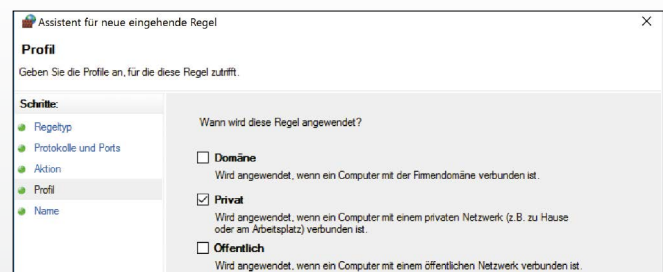 Assistent für neue eingehende Regel
Profil
Geben Sie die Profile an, für die diese Regel zutrifft.
Schritte:
Regeltyp
Protokolle und Ports
Aktion
Profil
Name
Wann wird diese Regel angewendet?
Domäne
Wird angewendet, wenn ein Computer mit der Firmendomäne verbunden ist.
Privat
Wird angewendet, wenn ein Computer mit einem privaten Netzwerk (z.B. zu Hause
oder am Arbeitsplatz) verbunden ist.
Öffentlich
Wird angewendet, wenn ein Computer mit einem öffentlichen Netzwerk verbunden ist.